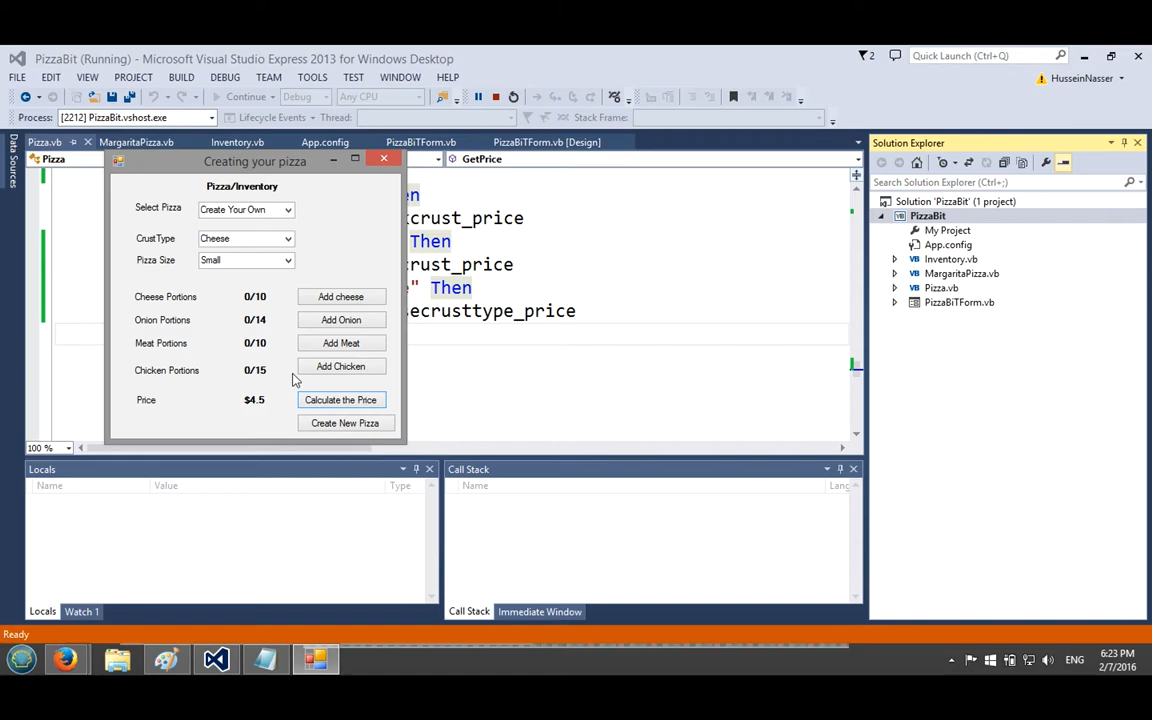 PizzaBit (Running) - Microsoft Visual Studio Express 2013 for Windows Desktop
2
Quick Launch (Ctrl+Q)
FILE EDIT VIEW PROJECT BUILD DEBUG TEAM TOOLS TEST WINDOW HELP
HusseinNasser
Continue
Debug
Any CPU
Process: [2212] PizzaBit.vshost.exe
Lifecycle Events
Thread:
Stack Frame:
Data Sources
Pizza.vb
MargaritaPizza.vb
Inventory.vb
App.config
PizzaBiTForm.vb
PizzaBiTForm.vb [Design]
Pizza
GetPrice
Creating your pizza
Pizza/Inventory
Select Pizza Create Your Own
CrustType Cheese
Pizza Size Small
Cheese Portions 0/10 Add cheese
Onion Portions 0/14 Add Onion
Meat Portions 0/10 Add Meat
Chicken Portions 0/15 Add Chicken
Price $4.5 Calculate the Price
Create New Pizza
crust_price
Then
crust_price
" Then
ecrusttype_price
100 %
Solution Explorer
Search Solution Explorer (Ctrl+;)
Solution 'PizzaBit' (1 project)
PizzaBit
My Project
App.config
Inventory.vb
MargaritaPizza.vb
Pizza.vb
PizzaBiTForm.vb
Locals
Name Value Type
Call Stack
Name Lang
Locals Watch 1
Call Stack Immediate Window
Ready
ENG
6:23 PM
2/7/2016